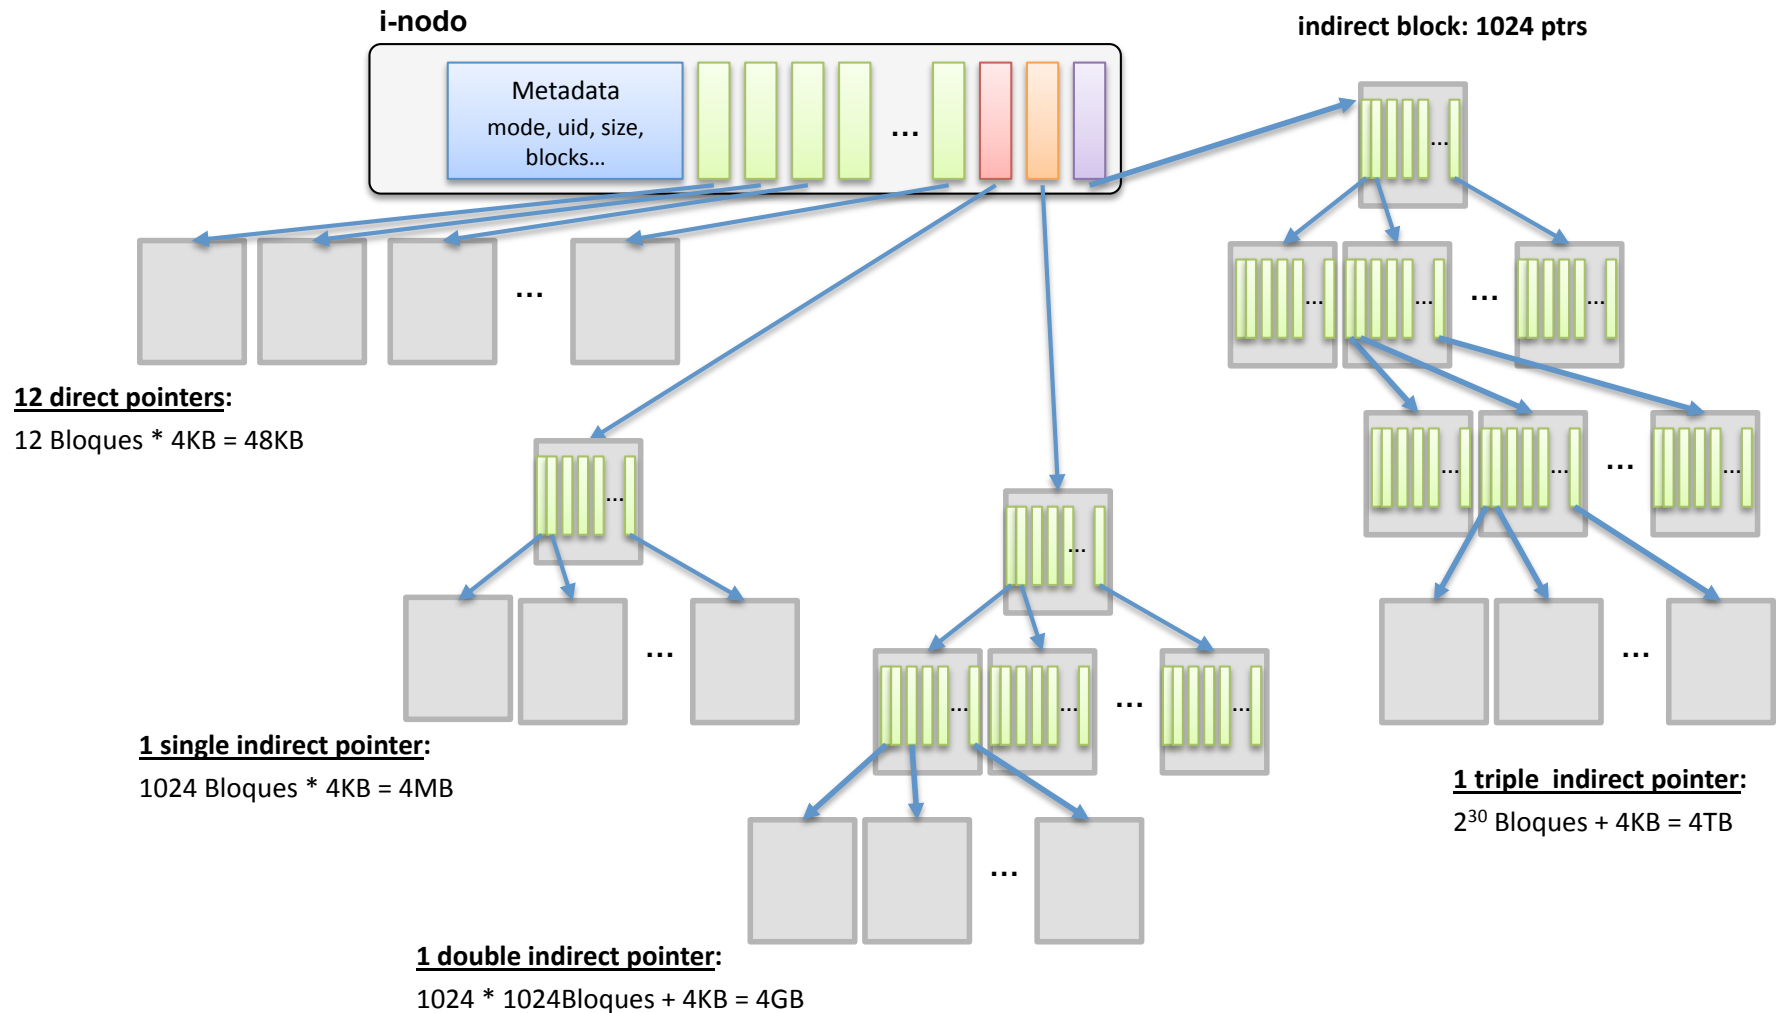 i-nodo
indirect block: 1024 ptrs
Metadata
mode, uid, size,
blocks...
...
...
...
...
...
...
...
...
12 direct pointers:
12 Bloques * 4KB = 48KB
...
...
...
...
...
...
...
...
...
...
...
...
1 single indirect pointer:
1024 Bloques * 4KB = 4MB
1 triple  indirect pointer:
2³⁰ Bloques + 4KB = 4TB
...
1 double indirect pointer:
1024 * 1024Bloques + 4KB = 4GB